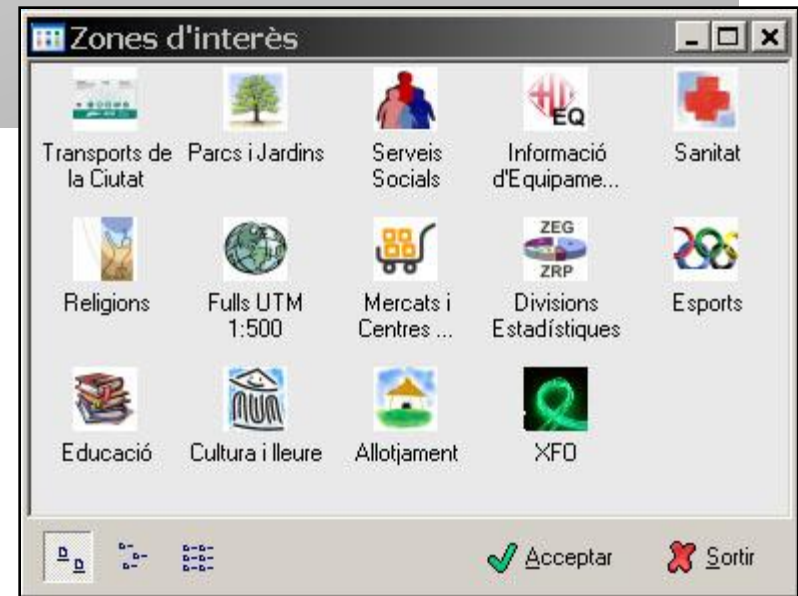 Zones d'interès
Transports de
la Ciutat
Parcs i Jardins
Serveis
Socials
EQ
Informació
d'Equipame...
Sanitat
Religions
Fulls UTM
1:500
Mercats i
Centres ...
ZEG
ZRP
Divisions
Estadístiques
Esports
Educació
Cultura i lleure
Allotjament
XFO
Acceptar
Sortir